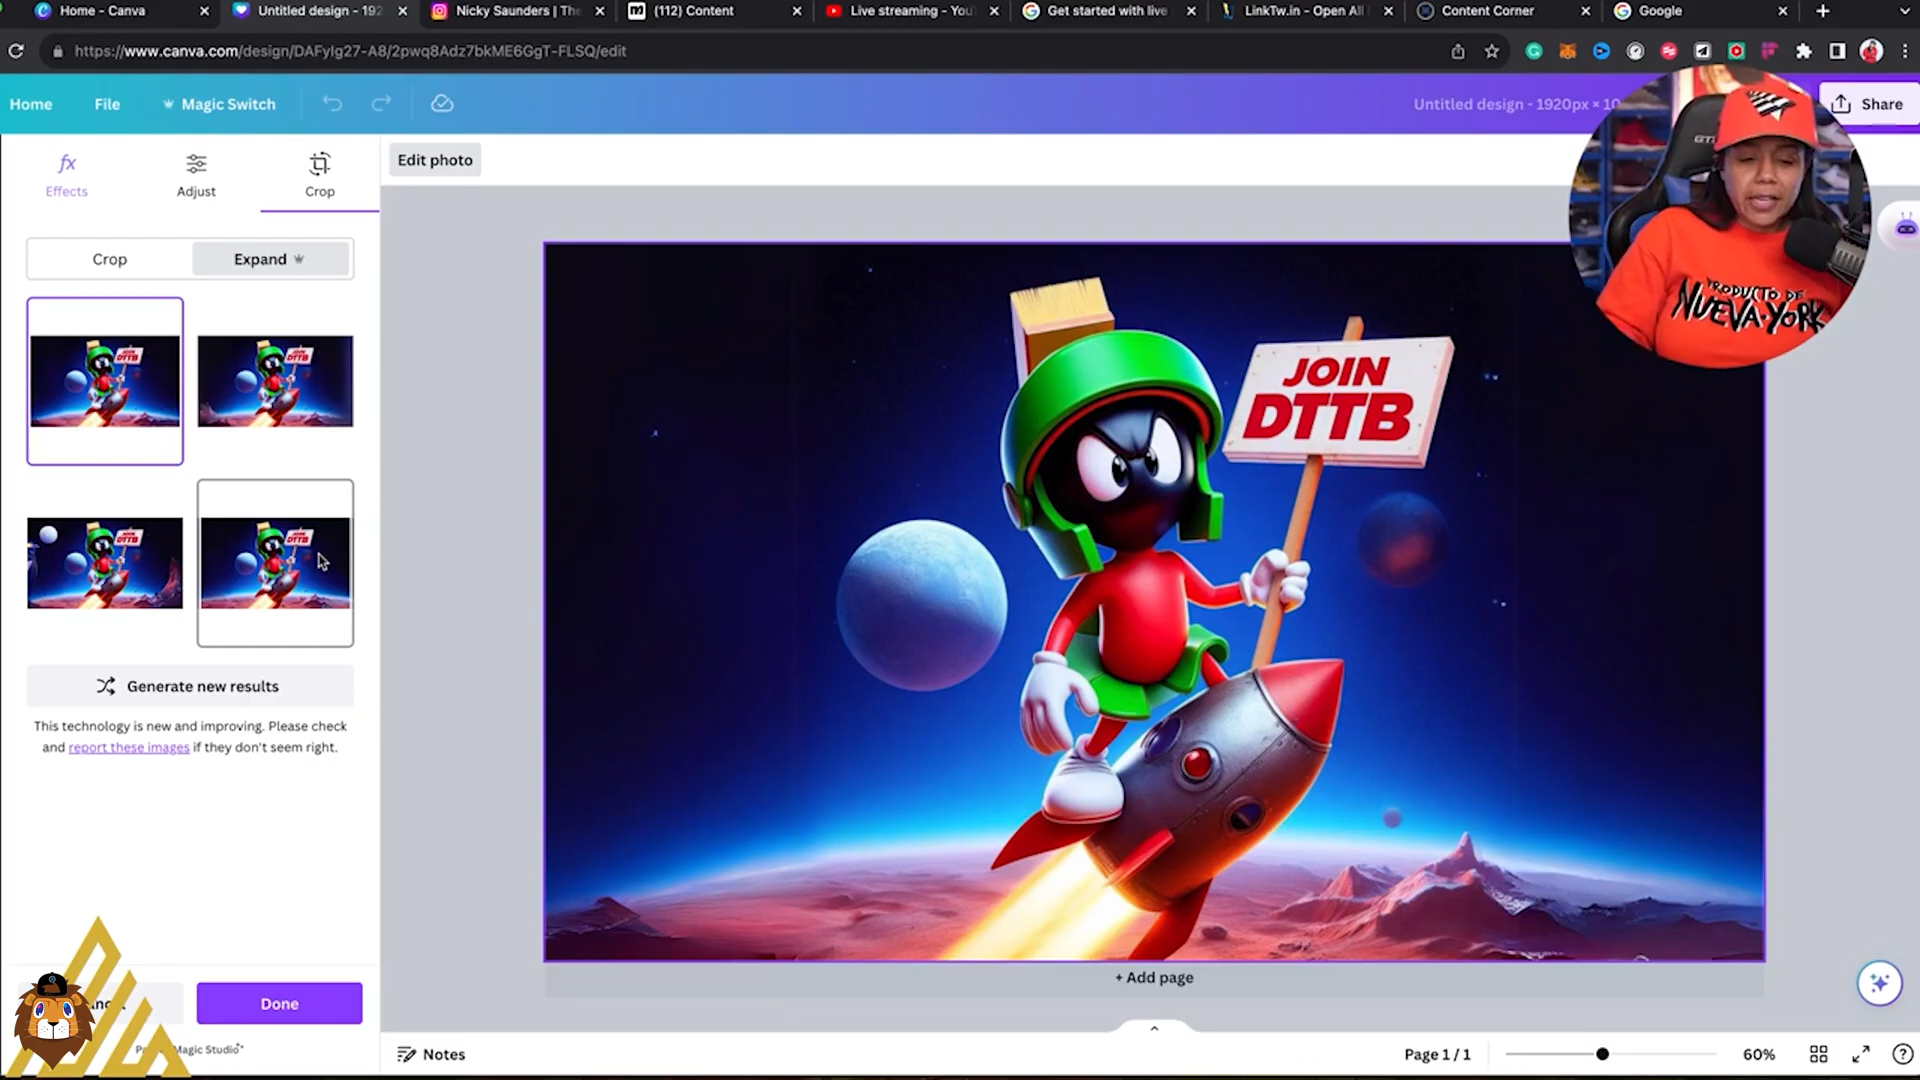 Home - Canva
Untitled design - 192
Nicky Saunders | The
(112) Content
Live streaming - You
Get started with live
LinkTw.in - Open All
Content Corner
Google
https://www.canva.com/design/DAFylg27-A8/2pwq8Adz7bkME6GgT-FLSQ/edit
Home
File
Magic Switch
Untitled design - 1920px × 10
Share
fx
Effects
Adjust
Crop
Edit photo
Crop
Expand
JOIN
DTTB
PRODUCTO DE
NUEVA·YORK
Generate new results
This technology is new and improving. Please check
and report these images if they don't seem right.
+ Add page
Done
Magic Studio
Notes
Page 1 / 1
60%